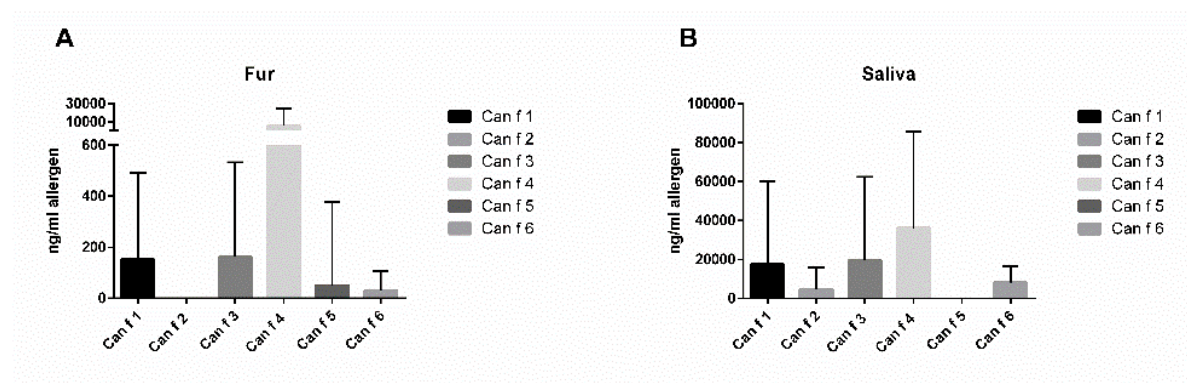 A
Fur
30000
10000
600
400
200
0
ng/ml allergen
Can f 1
Can f 2
Can f 3
Can f 4
Can f 5
Can f 6
Can f 1
Can f 2
Can f 3
Can f 4
Can f 5
Can f 6
B
Saliva
100000
80000
60000
40000
20000
0
ng/ml allergen
Can f 1
Can f 2
Can f 3
Can f 4
Can f 5
Can f 6
Can f 1
Can f 2
Can f 3
Can f 4
Can f 5
Can f 6